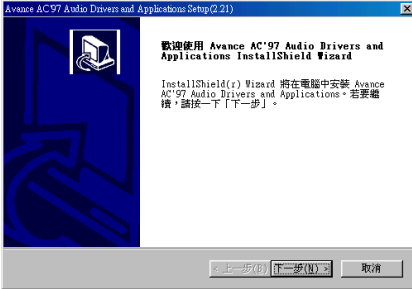 Avance AC'97 Audio Drivers and Applications Setup(2.21)
歡迎使用 Avance AC'97 Audio Drivers and
Applications InstallShield Wizard
InstallShield(r) Wizard 將在電腦中安裝 Avance
AC'97 Audio Drivers and Applications。若要繼
續，請按一下「下一步」。
< 上一步(B)
下一步(N) >
取消